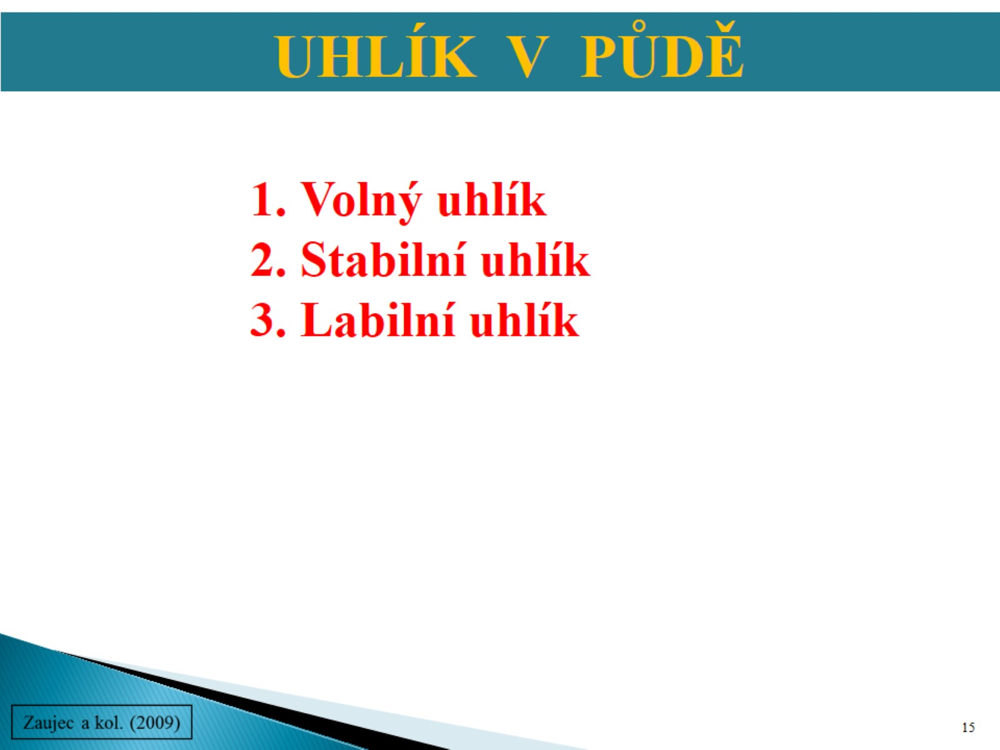 UHLÍK V PŮDĚ
1. Volný uhlík
2. Stabilní uhlík
3. Labilní uhlík
Zaujec a kol. (2009)
15